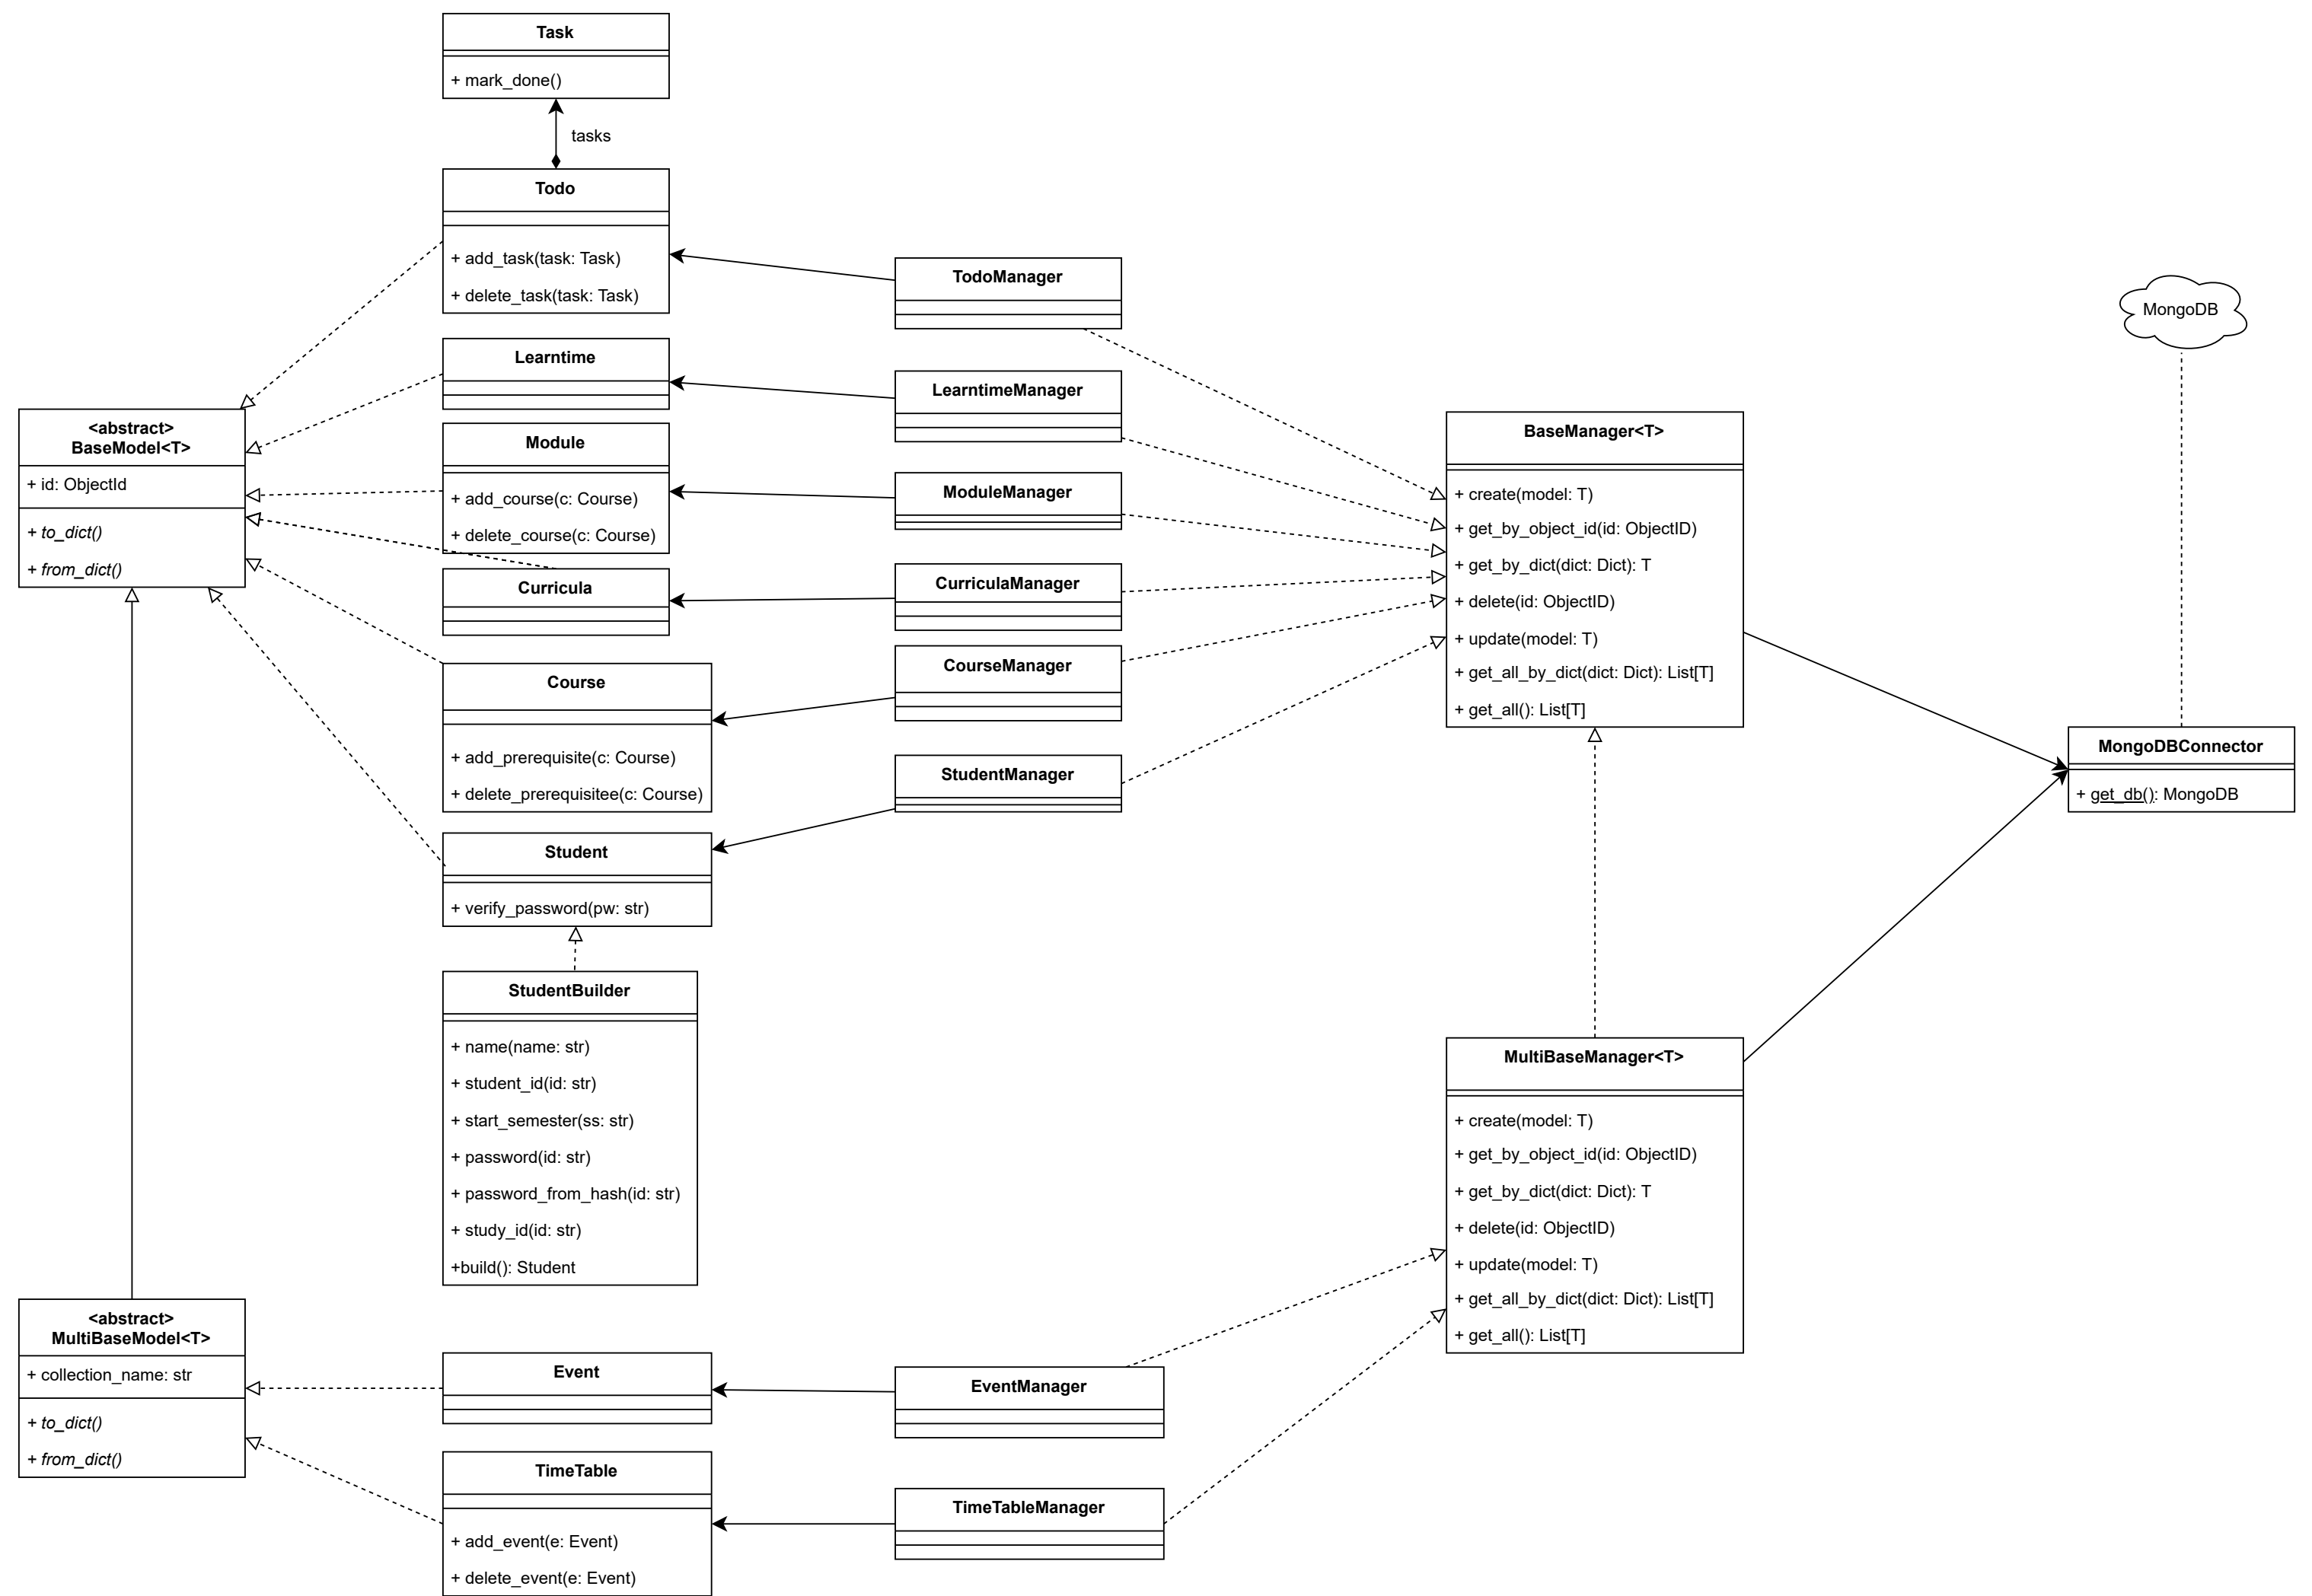 Task
+ mark_done()
tasks
Todo
+ add_task(task: Task)
+ delete_task(task: Task)
Learntime
Module
+ add_course(c: Course)
+ delete_course(c: Course)
Curricula
Course
+ add_prerequisite(c: Course)
+ delete_prerequisitee(c: Course)
Student
+ verify_password(pw: str)
StudentBuilder
+ name(name: str)
+ student_id(id: str)
+ start_semester(ss: str)
+ password(id: str)
+ password_from_hash(id: str)
+ study_id(id: str)
+build(): Student
Event
TimeTable
+ add_event(e: Event)
+ delete_event(e: Event)
<abstract>
BaseModel<T>
+ id: ObjectId
+ to_dict()
+ from_dict()
<abstract>
MultiBaseModel<T>
+ collection_name: str
+ to_dict()
+ from_dict()
TodoManager
LearntimeManager
ModuleManager
CurriculaManager
CourseManager
StudentManager
EventManager
TimeTableManager
BaseManager<T>
+ create(model: T)
+ get_by_object_id(id: ObjectID)
+ get_by_dict(dict: Dict): T
+ delete(id: ObjectID)
+ update(model: T)
+ get_all_by_dict(dict: Dict): List[T]
+ get_all(): List[T]
MultiBaseManager<T>
+ create(model: T)
+ get_by_object_id(id: ObjectID)
+ get_by_dict(dict: Dict): T
+ delete(id: ObjectID)
+ update(model: T)
+ get_all_by_dict(dict: Dict): List[T]
+ get_all(): List[T]
MongoDB
MongoDBConnector
+ get_db(): MongoDB